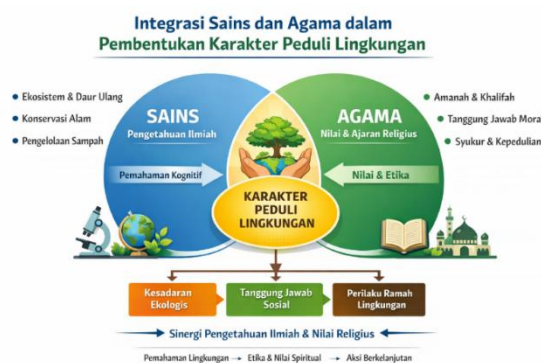 Integrasi Sains dan Agama dalam
Pembentukan Karakter Peduli Lingkungan
Ekosistem & Daur Ulang
Konservasi Alam
Pengelolaan Sampah
SAINS
Pengetahuan Ilmiah
Pemahaman Kognitif
AGAMA
Nilai & Ajaran Religius
Nilai & Etika
Amanah & Khalifah
Tanggung Jawab Mora
Syukur & Kepedulian
KARAKTER
PEDULI
LINGKUNGAN
Kesadaran
Ekologis
Tanggung Jawab
Sosial
Perilaku Ramah
Lingkungan
Sinergi Pengetahuan Ilmiah & Nilai Religius
Pemahaman Lingkungan → Etika & Nilai Spiritual → Aksi Berkelanjutan